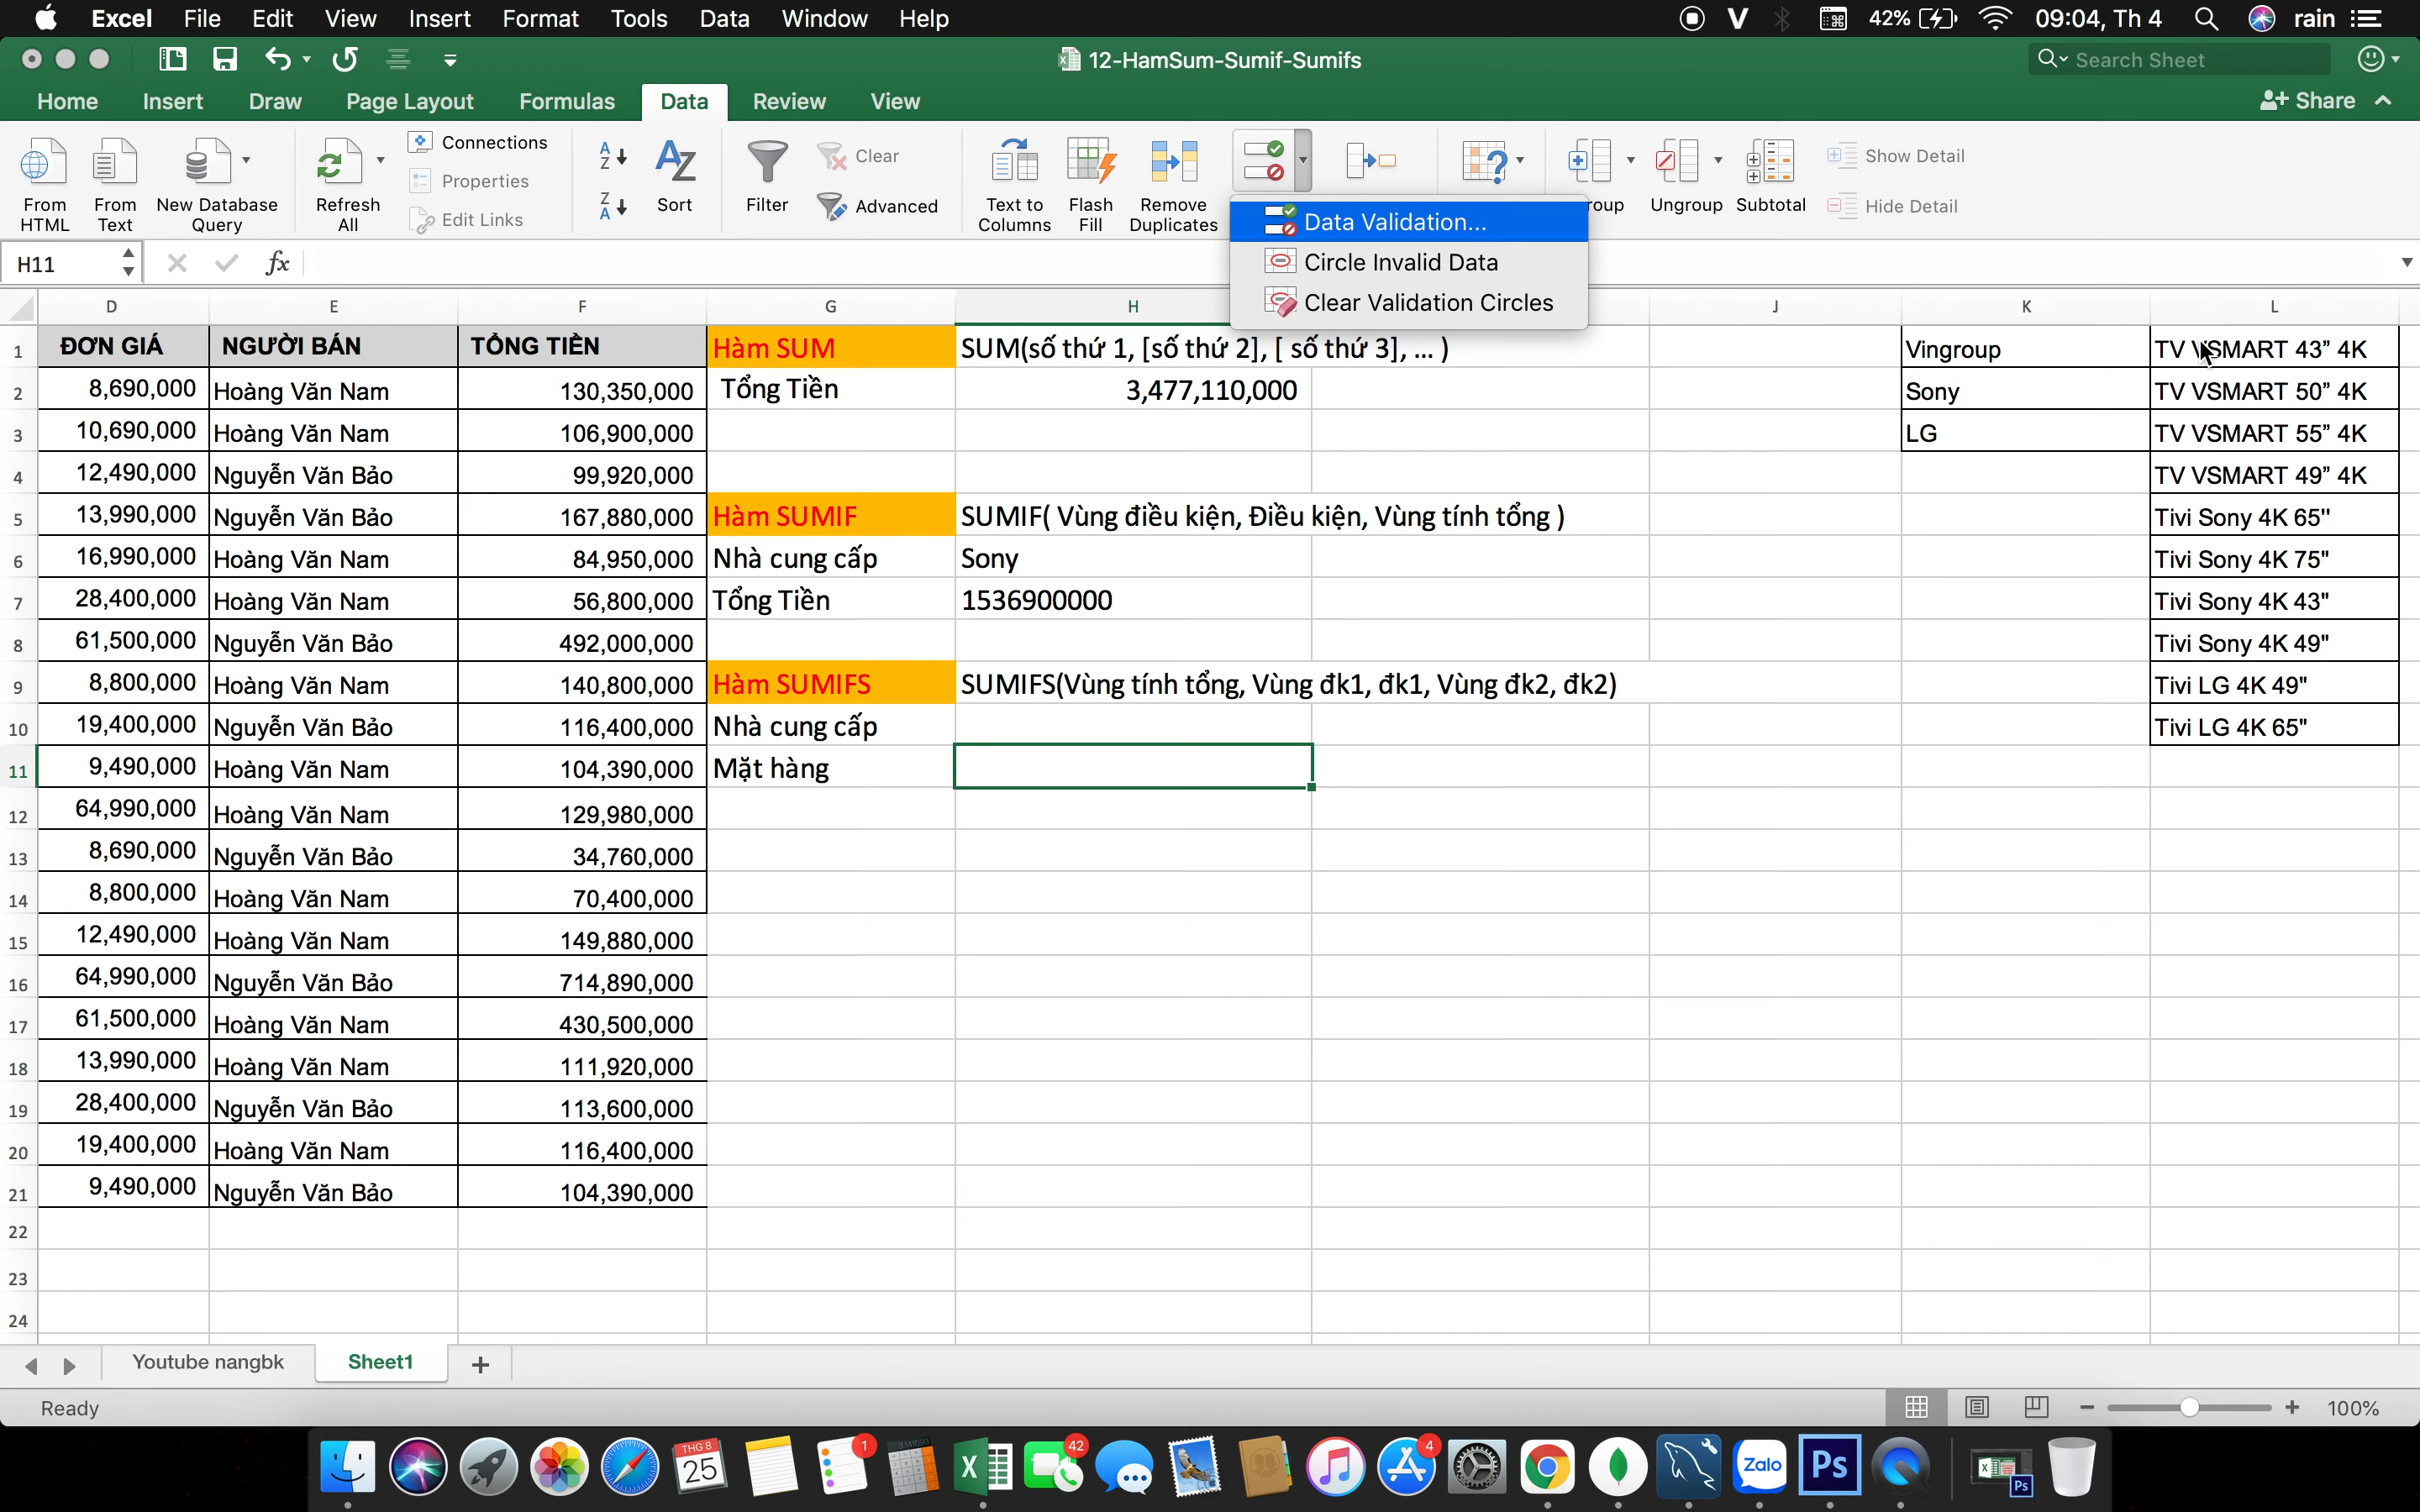 Excel File Edit View Insert Format Tools Data Window Help 42% 09:04, Th 4 rain
12-HamSum-Sumif-Sumifs Search Sheet
Home Insert Draw Page Layout Formulas Data Review View Share
From HTML From Text New Database Query Refresh All Connections Properties Edit Links Sort Filter Clear Advanced Text to Columns Flash Fill Remove Duplicates roup Ungroup Subtotal Show Detail Hide Detail
Data Validation...
Circle Invalid Data
Clear Validation Circles
H11 fx
D E F G H J K L
1 ĐƠN GIÁ NGƯỜI BÁN TỔNG TIỀN Hàm SUM SUM(số thứ 1, [số thứ 2], [ số thứ 3], ... ) Vingroup TV VSMART 43” 4K
2 8,690,000 Hoàng Văn Nam 130,350,000 Tổng Tiền 3,477,110,000 Sony TV VSMART 50” 4K
3 10,690,000 Hoàng Văn Nam 106,900,000 LG TV VSMART 55” 4K
4 12,490,000 Nguyễn Văn Bảo 99,920,000 TV VSMART 49” 4K
5 13,990,000 Nguyễn Văn Bảo 167,880,000 Hàm SUMIF SUMIF( Vùng điều kiện, Điều kiện, Vùng tính tổng ) Tivi Sony 4K 65"
6 16,990,000 Hoàng Văn Nam 84,950,000 Nhà cung cấp Sony Tivi Sony 4K 75"
7 28,400,000 Hoàng Văn Nam 56,800,000 Tổng Tiền 1536900000 Tivi Sony 4K 43"
8 61,500,000 Nguyễn Văn Bảo 492,000,000 Tivi Sony 4K 49"
9 8,800,000 Hoàng Văn Nam 140,800,000 Hàm SUMIFS SUMIFS(Vùng tính tổng, Vùng đk1, đk1, Vùng đk2, đk2) Tivi LG 4K 49"
10 19,400,000 Nguyễn Văn Bảo 116,400,000 Nhà cung cấp Tivi LG 4K 65"
11 9,490,000 Hoàng Văn Nam 104,390,000 Mặt hàng
12 64,990,000 Hoàng Văn Nam 129,980,000
13 8,690,000 Nguyễn Văn Bảo 34,760,000
14 8,800,000 Hoàng Văn Nam 70,400,000
15 12,490,000 Hoàng Văn Nam 149,880,000
16 64,990,000 Nguyễn Văn Bảo 714,890,000
17 61,500,000 Hoàng Văn Nam 430,500,000
18 13,990,000 Hoàng Văn Nam 111,920,000
19 28,400,000 Nguyễn Văn Bảo 113,600,000
20 19,400,000 Hoàng Văn Nam 116,400,000
21 9,490,000 Nguyễn Văn Bảo 104,390,000
22
23
24
Youtube nangbk Sheet1
Ready 100%
THG 8 25 1 42 4 Zalo Ps